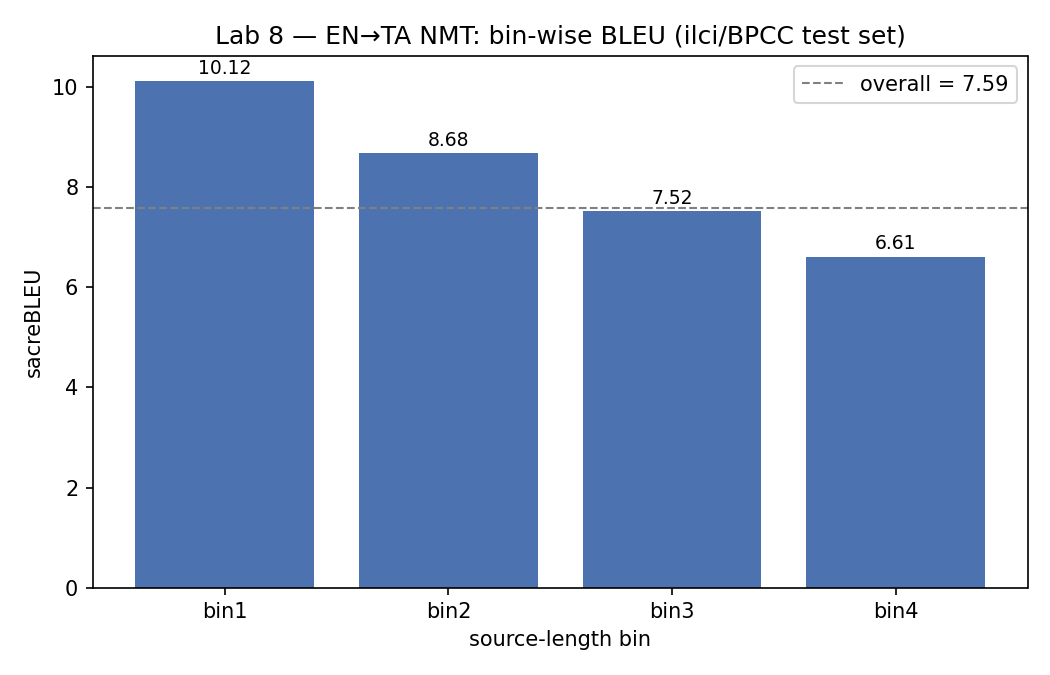 Lab 8 — EN→TA NMT: bin-wise BLEU (ilci/BPCC test set)
overall = 7.59
10.12
8.68
7.52
6.61
10
8
6
4
2
0
sacreBLEU
bin1 bin2 bin3 bin4
source-length bin